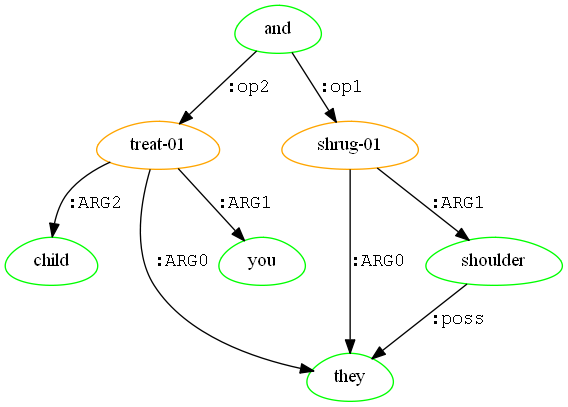 and
:op2 :op1
treat-01 shrug-01
:ARG2 :ARG1 :ARG1
child you shoulder
:ARG0 :ARG0
:poss
they